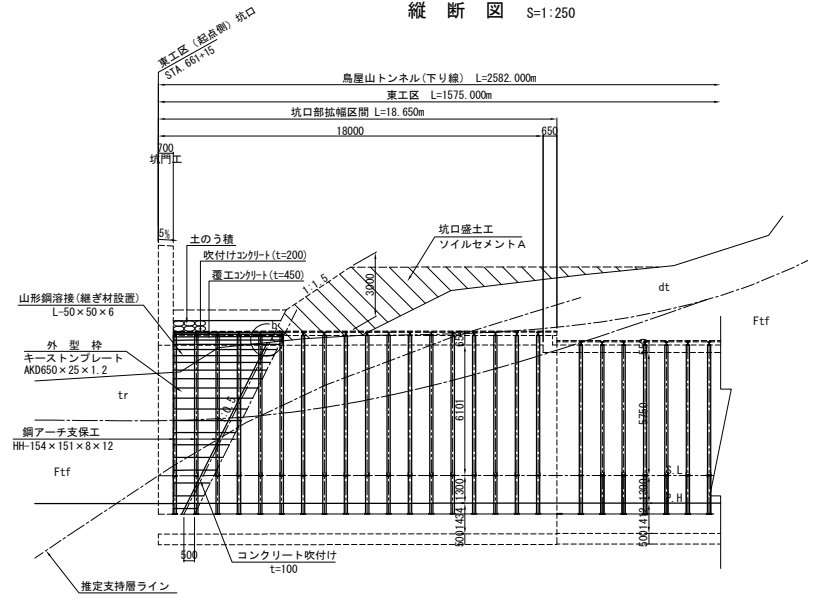 縦断図 S=1:250
東工区（起点側）坑口
STA. 661+15
鳥屋山トンネル(下り線) L=2582.000m
東工区 L=1575.000m
坑口部拡幅区間 L=18.650m
18000
650
700
坑門工
5%
土のう積
吹付けコンクリート(t=200)
覆工コンクリート(t=450)
1:1.5
3000
坑口盛土工
ソイルセメントA
dt
Ftf
山形鋼溶接(継ぎ材設置)
L-50×50×6
外型枠
キーストンプレート
AKD650×25×1.2
tr
b
650
6101
5750
鋼アーチ支保工
HH-154×151×8×12
Ftf
S.L
1300
1300
434
412
500
500
500
コンクリート吹付け
t=100
推定支持層ライン